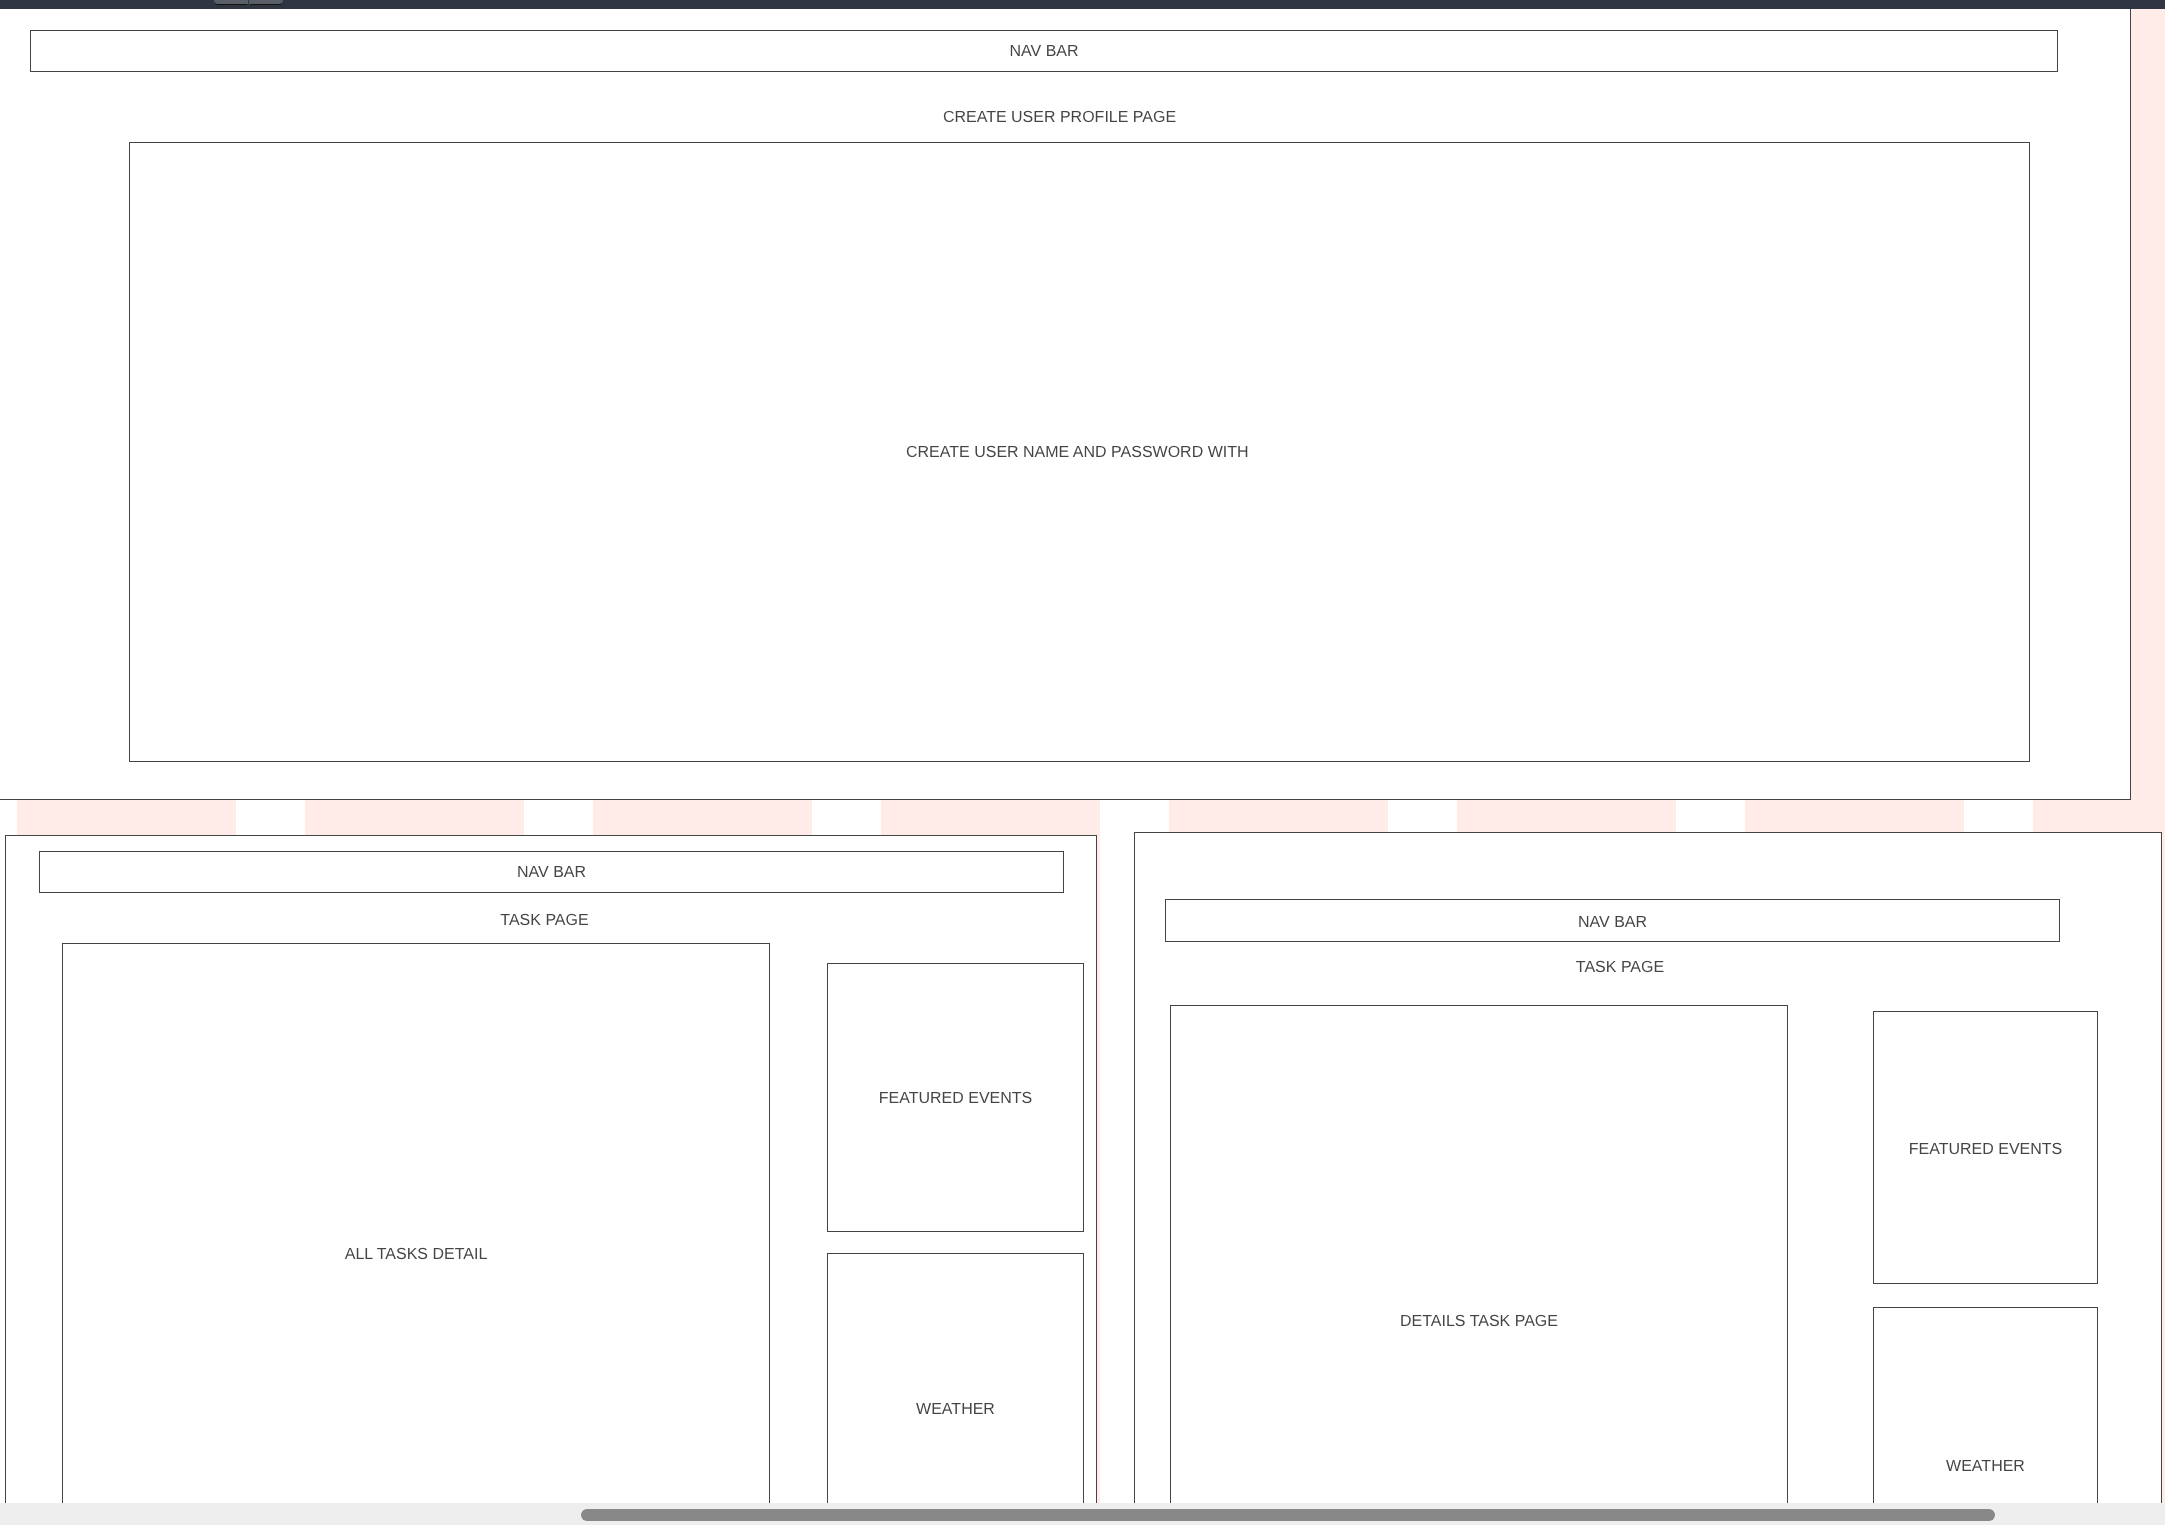 NAV BAR
CREATE USER PROFILE PAGE
CREATE USER NAME AND PASSWORD WITH
NAV BAR
TASK PAGE
ALL TASKS DETAIL
FEATURED EVENTS
WEATHER
NAV BAR
TASK PAGE
DETAILS TASK PAGE
FEATURED EVENTS
WEATHER